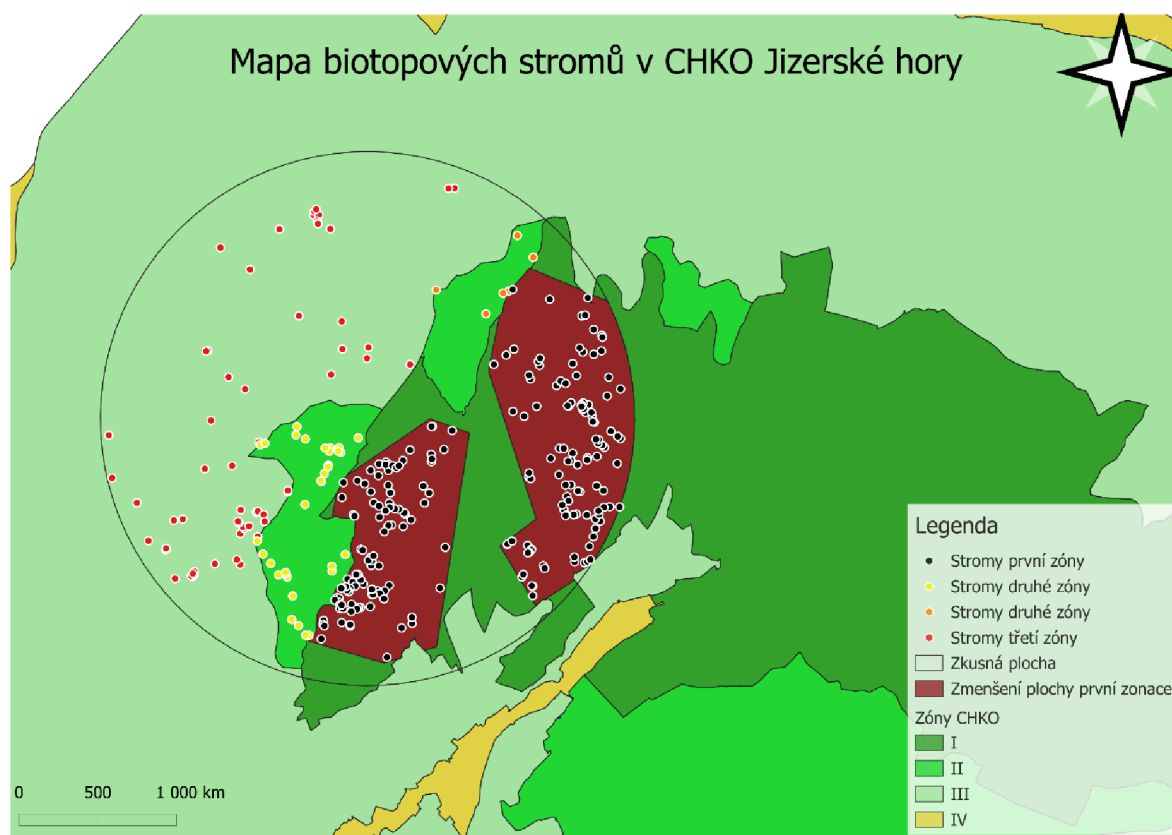 Mapa biotopových stromů v CHKO Jizerské hory
Legenda
Stromy první zóny
Stromy druhé zóny
Stromy druhé zóny
Stromy třetí zóny
Zkusná plocha
Zmenšení plochy první zonace
Zóny CHKO
I
II
III
IV
0 500 1 000 km